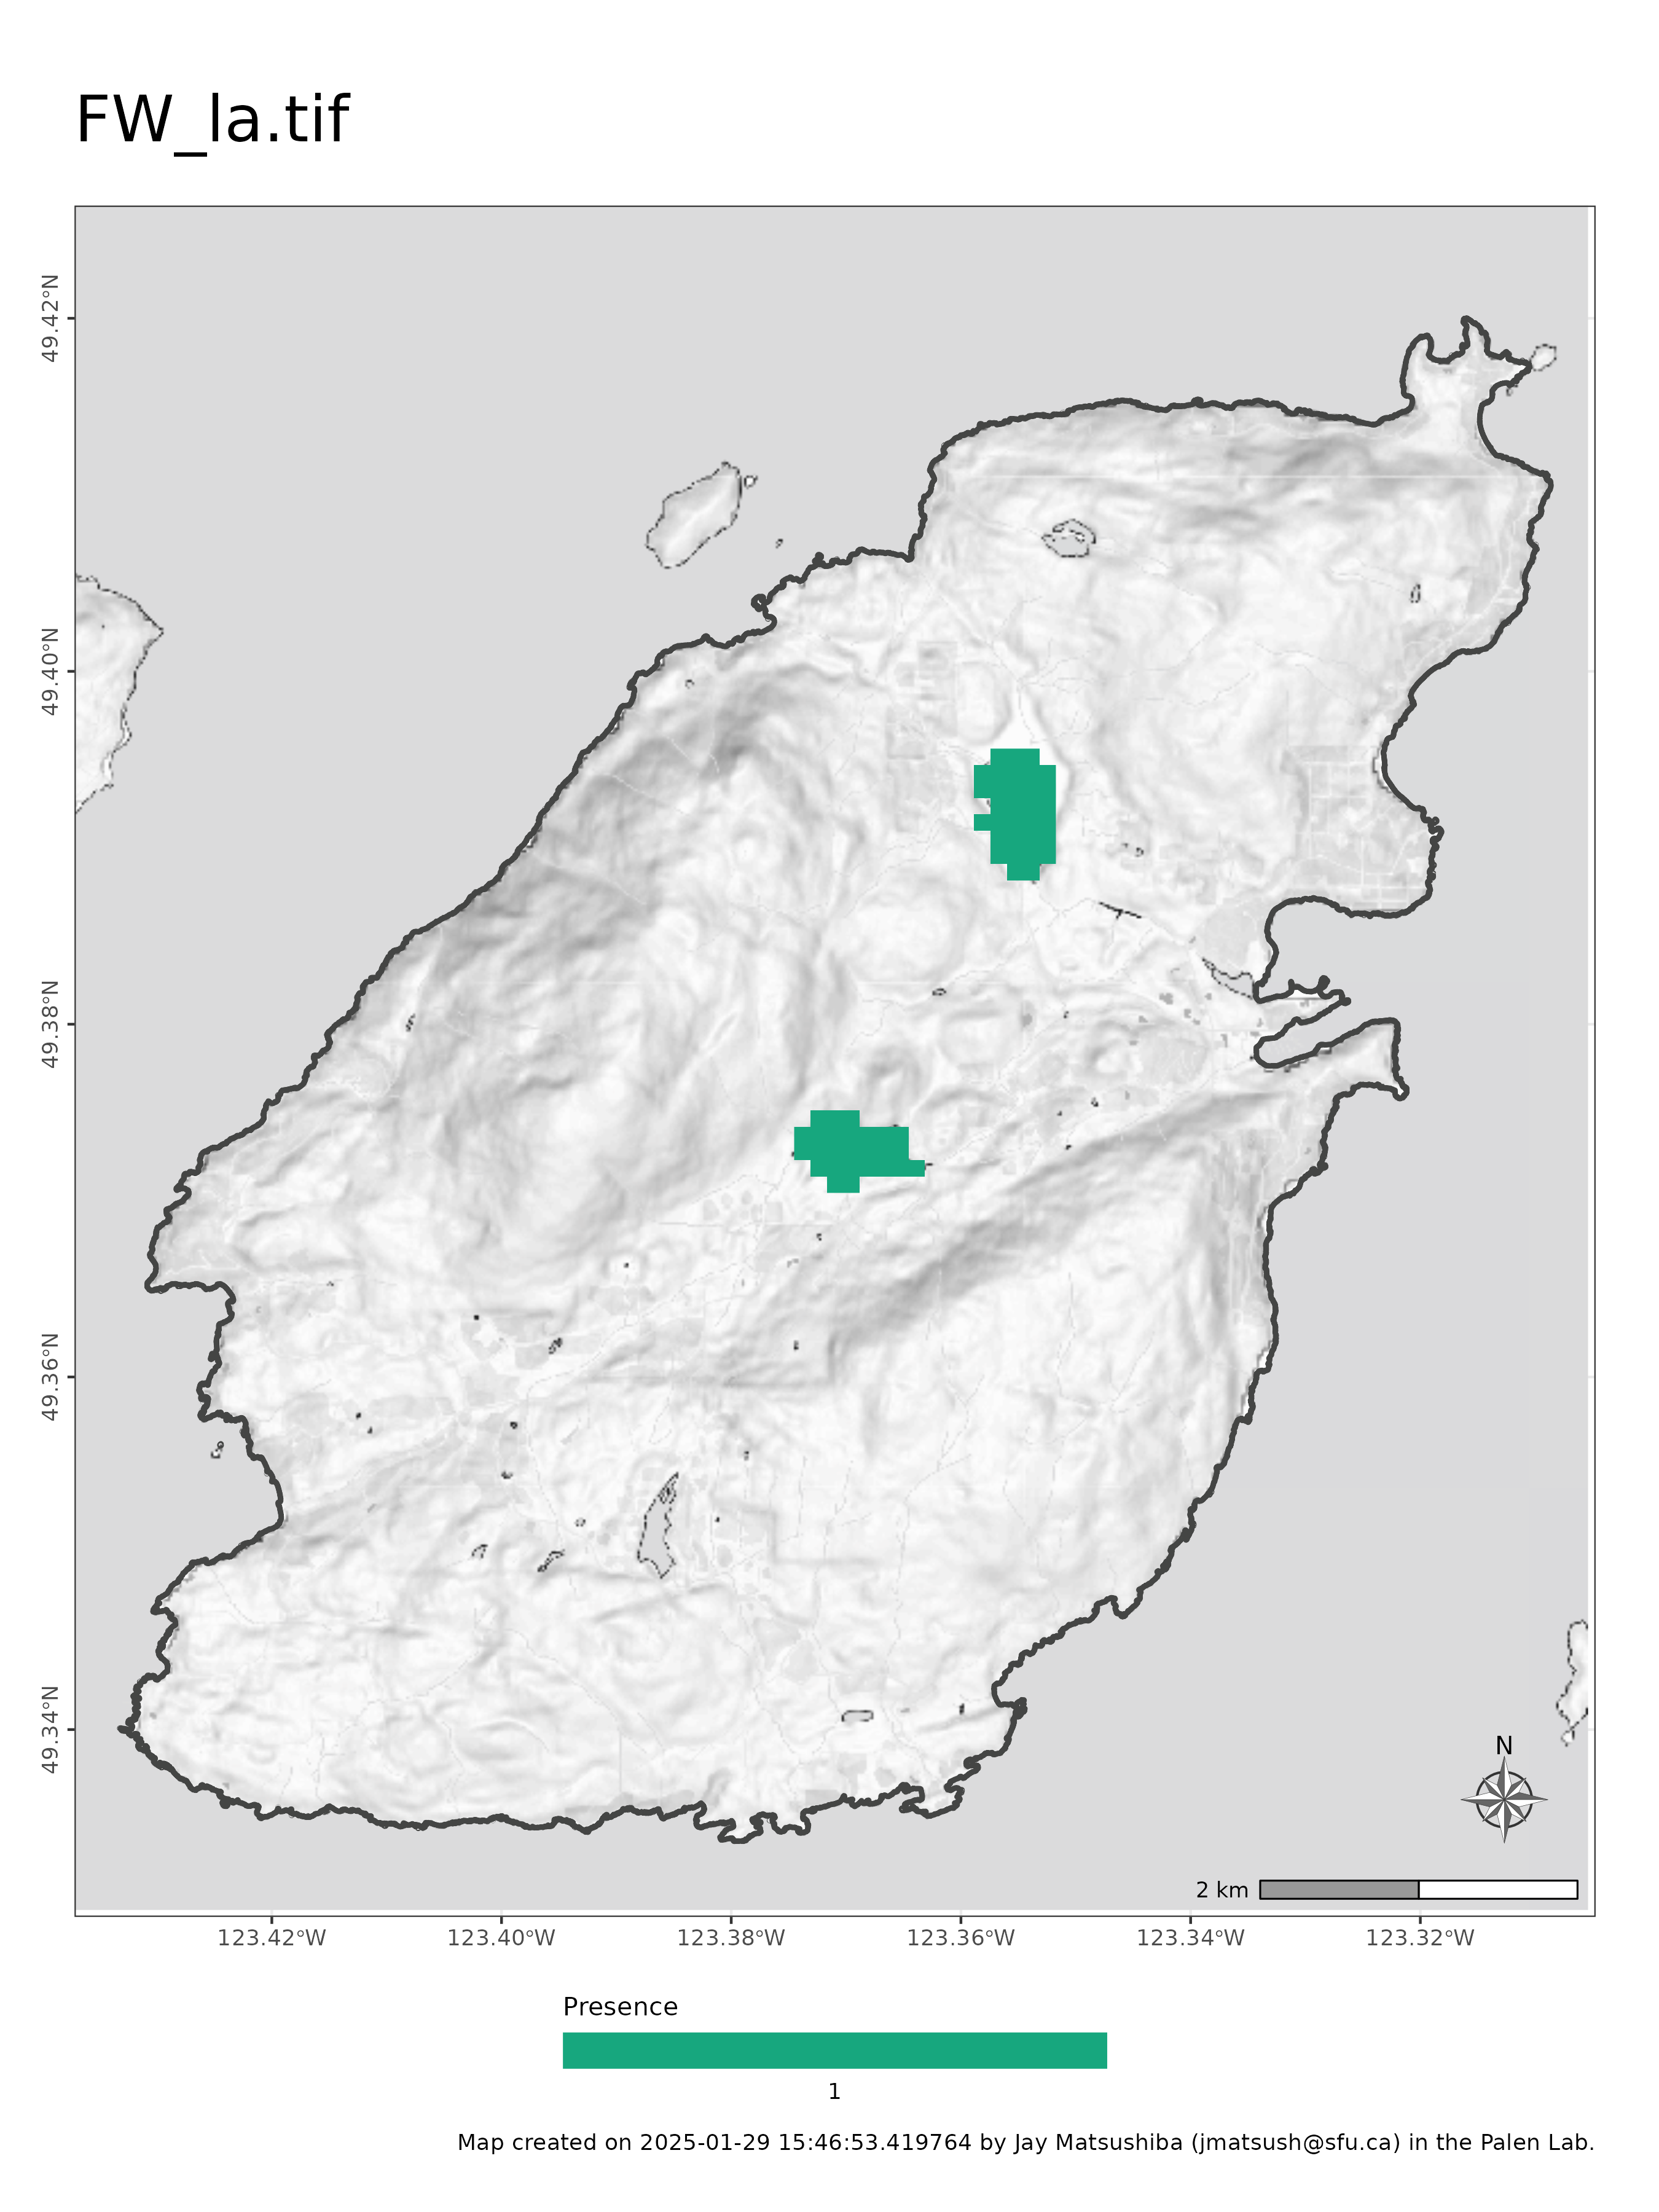 FW_la.tif
49.42°N
49.40°N
49.38°N
49.36°N
49.34°N
N
2 km
123.42°W 123.40°W 123.38°W 123.36°W 123.34°W 123.32°W
Presence
1
Map created on 2025-01-29 15:46:53.419764 by Jay Matsushiba (jmatsush@sfu.ca) in the Palen Lab.